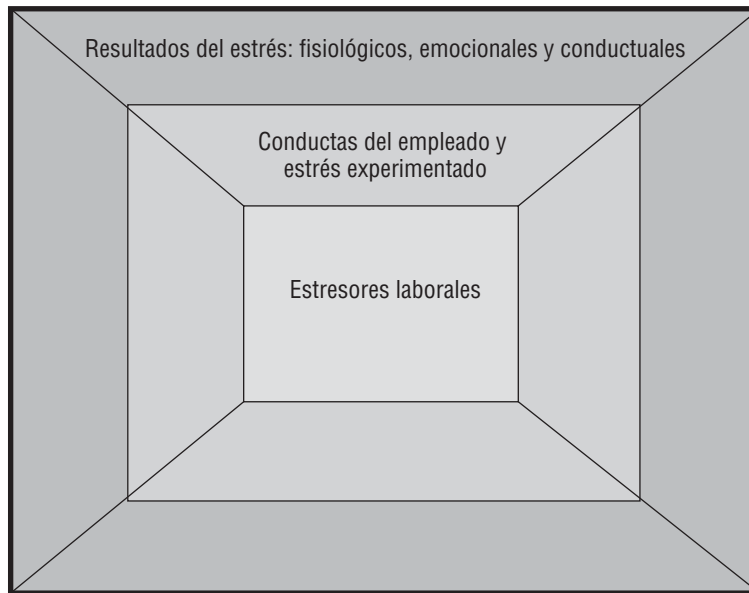 Resultados del estrés: fisiológicos, emocionales y conductuales
Conductas del empleado y
estrés experimentado
Estresores laborales